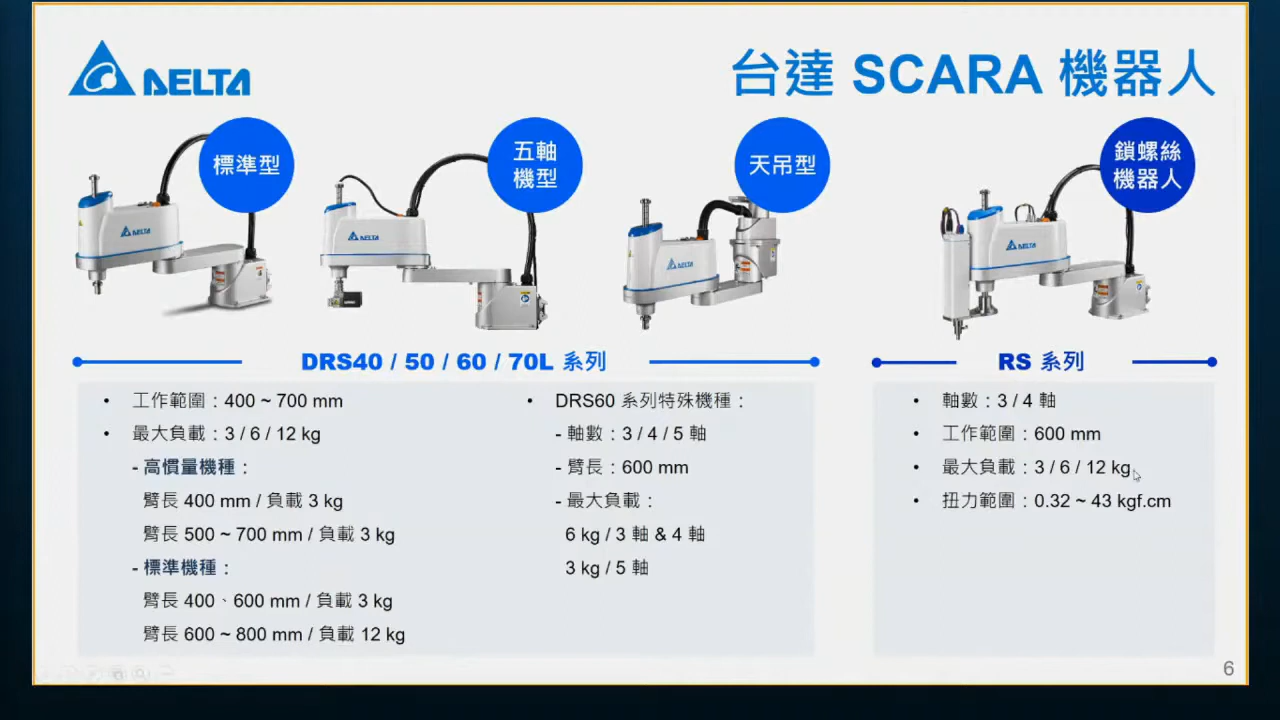 DELTA
台達 SCARA 機器人
標準型
五軸
機型
天吊型
鎖螺絲
機器人
DELTA
DELTA
DELTA
DELTA
DRS40 / 50 / 60 / 70L 系列
• 工作範圍：400 ~ 700 mm
• 最大負載：3 / 6 / 12 kg
- 高慣量機種：
臂長 400 mm / 負載 3 kg
臂長 500 ~ 700 mm / 負載 3 kg
- 標準機種：
臂長 400、600 mm / 負載 3 kg
臂長 600 ~ 800 mm / 負載 12 kg
• DRS60 系列特殊機種：
- 軸數：3 / 4 / 5 軸
- 臂長：600 mm
- 最大負載：
6 kg / 3 軸 & 4 軸
3 kg / 5 軸
RS 系列
• 軸數：3 / 4 軸
• 工作範圍：600 mm
• 最大負載：3 / 6 / 12 kg
• 扭力範圍：0.32 ~ 43 kgf.cm
6